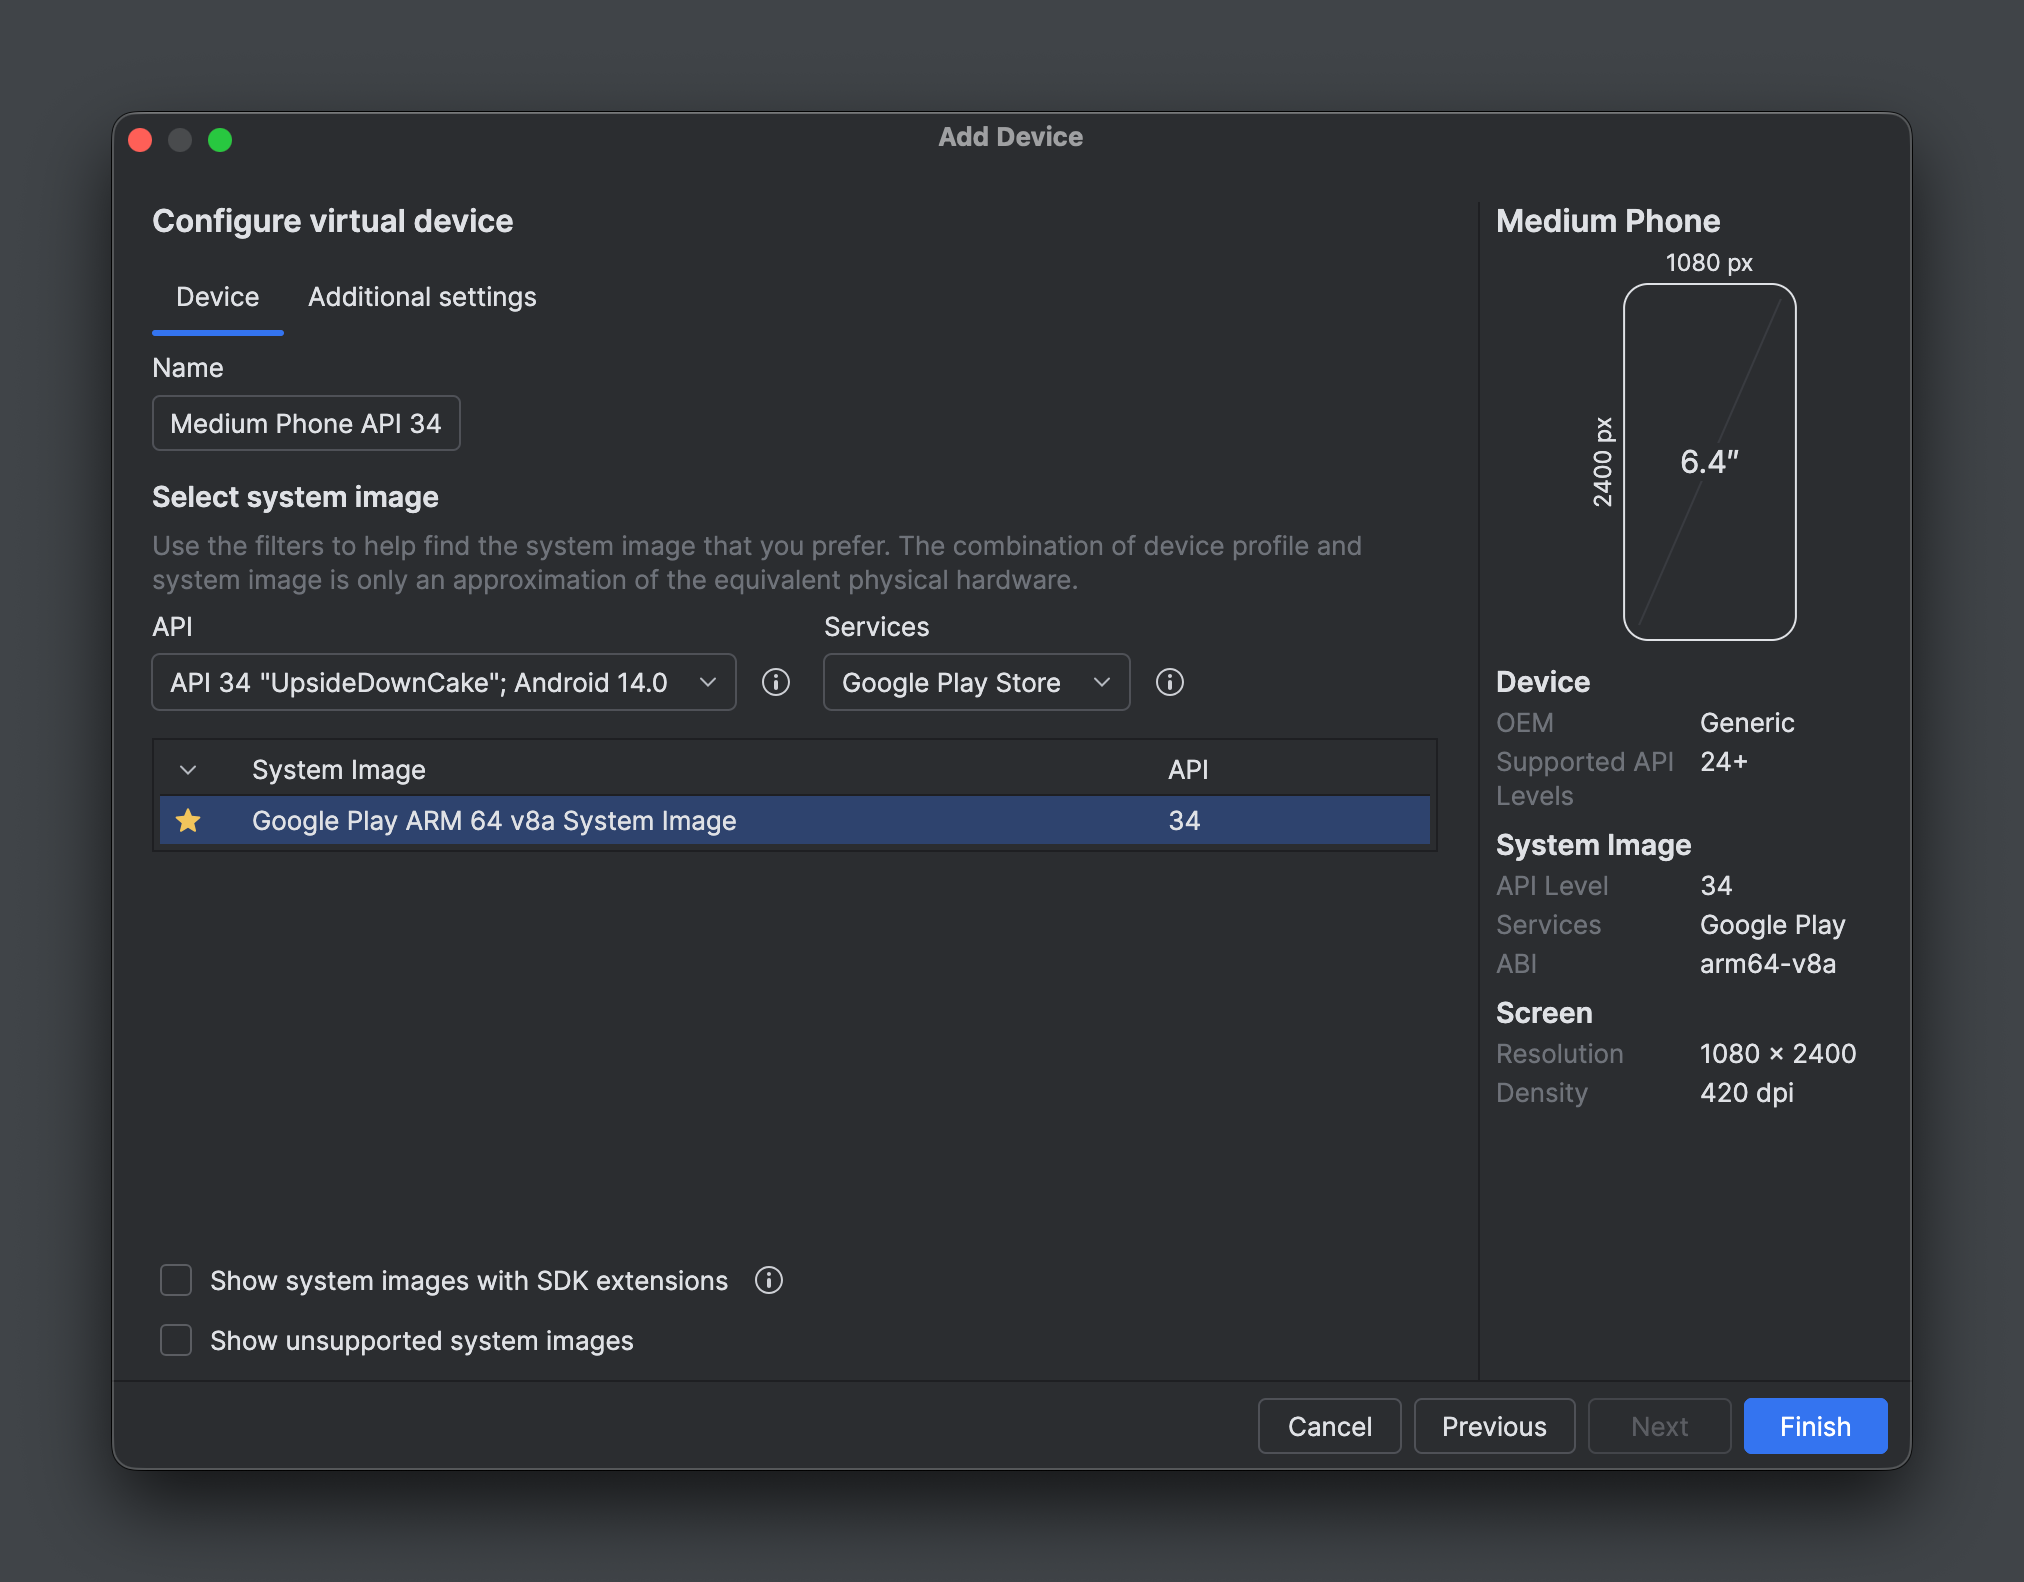 Add Device
Configure virtual device
Device
Additional settings
Name
Medium Phone API 34
Select system image
Use the filters to help find the system image that you prefer. The combination of device profile and
system image is only an approximation of the equivalent physical hardware.
API
Services
API 34 "UpsideDownCake"; Android 14.0
Google Play Store
System Image
API
Google Play ARM 64 v8a System Image
34
Show system images with SDK extensions
Show unsupported system images
Medium Phone
1080 px
2400 px
6.4″
Device
OEM
Generic
Supported API
Levels
24+
System Image
API Level
34
Services
Google Play
ABI
arm64-v8a
Screen
Resolution
1080 × 2400
Density
420 dpi
Cancel
Previous
Next
Finish